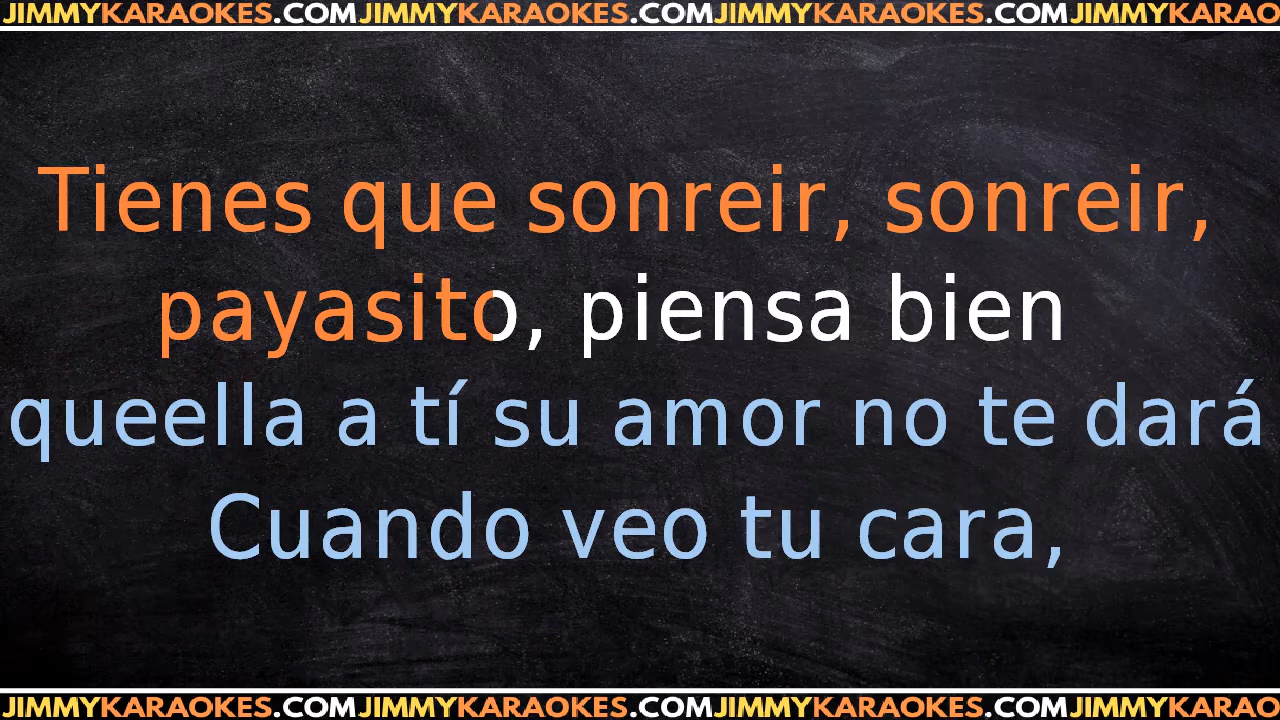 JIMMYKARAOKES.COMJIMMYKARAOKES.COMJIMMYKARAOKES.COMJIMMYKARAO
Tienes que sonreir, sonreir,
payasito, piensa bien
queella a tí su amor no te dará
Cuando veo tu cara,
JIMMYKARAOKES.COMJIMMYKARAOKES.COMJIMMYKARAOKES.COMJIMMYKARAO